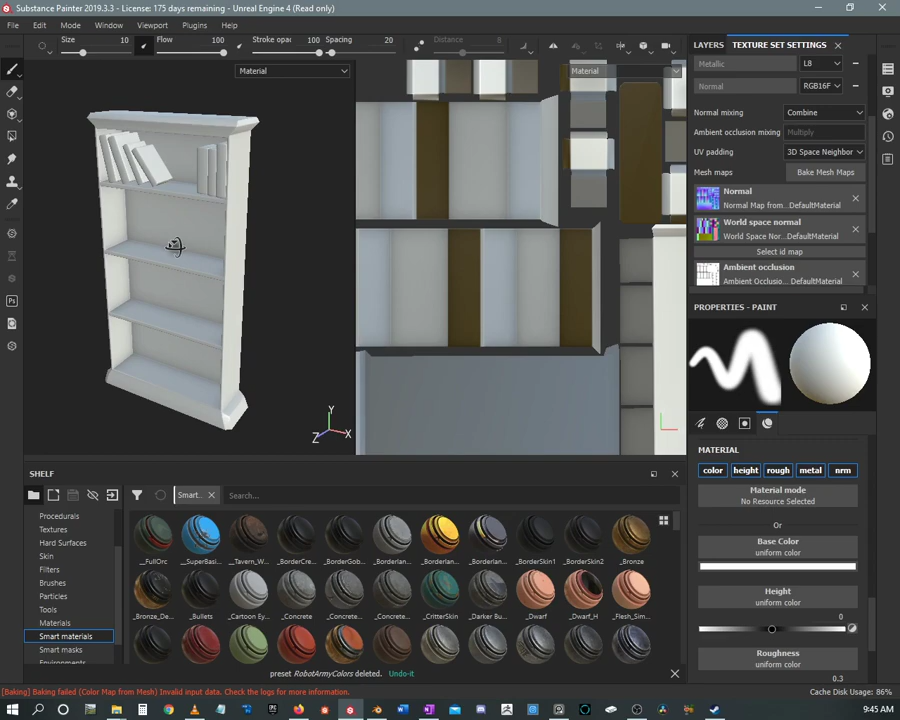 Substance Painter 2019.3.3 - License: 175 days remaining - Unreal Engine 4 (Read only)
File Edit Mode Window Viewport Plugins Help
Size 10 Flow 100 Stroke opac 100 Spacing 20 Distance 8
LAYERS TEXTURE SET SETTINGS
Material
Material
Metallic L8
Normal RGB16F
Normal mixing Combine
Ambient occlusion mixing Multiply
UV padding 3D Space Neighbor
Mesh maps Bake Mesh Maps
Normal
Normal Map from...DefaultMaterial
World space normal
World Space Nor...DefaultMaterial
Select id map
Ambient occlusion
Ambient Occlusio...DefaultMaterial
PROPERTIES - PAINT
Y
Z X
Ps
MATERIAL
color height rough metal nrm
Material mode
No Resource Selected
Or
Base Color
uniform color
Height
uniform color
0
Roughness
uniform color
0.3
SHELF
Smart. Search...
Procedurals
Textures
Hard Surfaces
Skin
Filters
Brushes
Particles
Tools
Materials
Smart materials
Smart masks
Environments
__FullOrc __SuperBasi... __Tavern_W... _BorderCre... _BorderGob... _Borderlan... _Borderlan... _Borderlan... _BorderSkin1 _BorderSkin2 _Bronze
_Bronze_De... _Bullets _Cartoon Ey... _Concrete... _Concrete... _Concrete _CritterSkin _Darker Bu... _Dwarf _Dwarf_H _Flesh_Sim...
preset RobotArmyColors deleted. Undo-it
[Baking] Baking failed (Color Map from Mesh) Invalid input data. Check the logs for more information.
Cache Disk Usage: 86%
9:45 AM